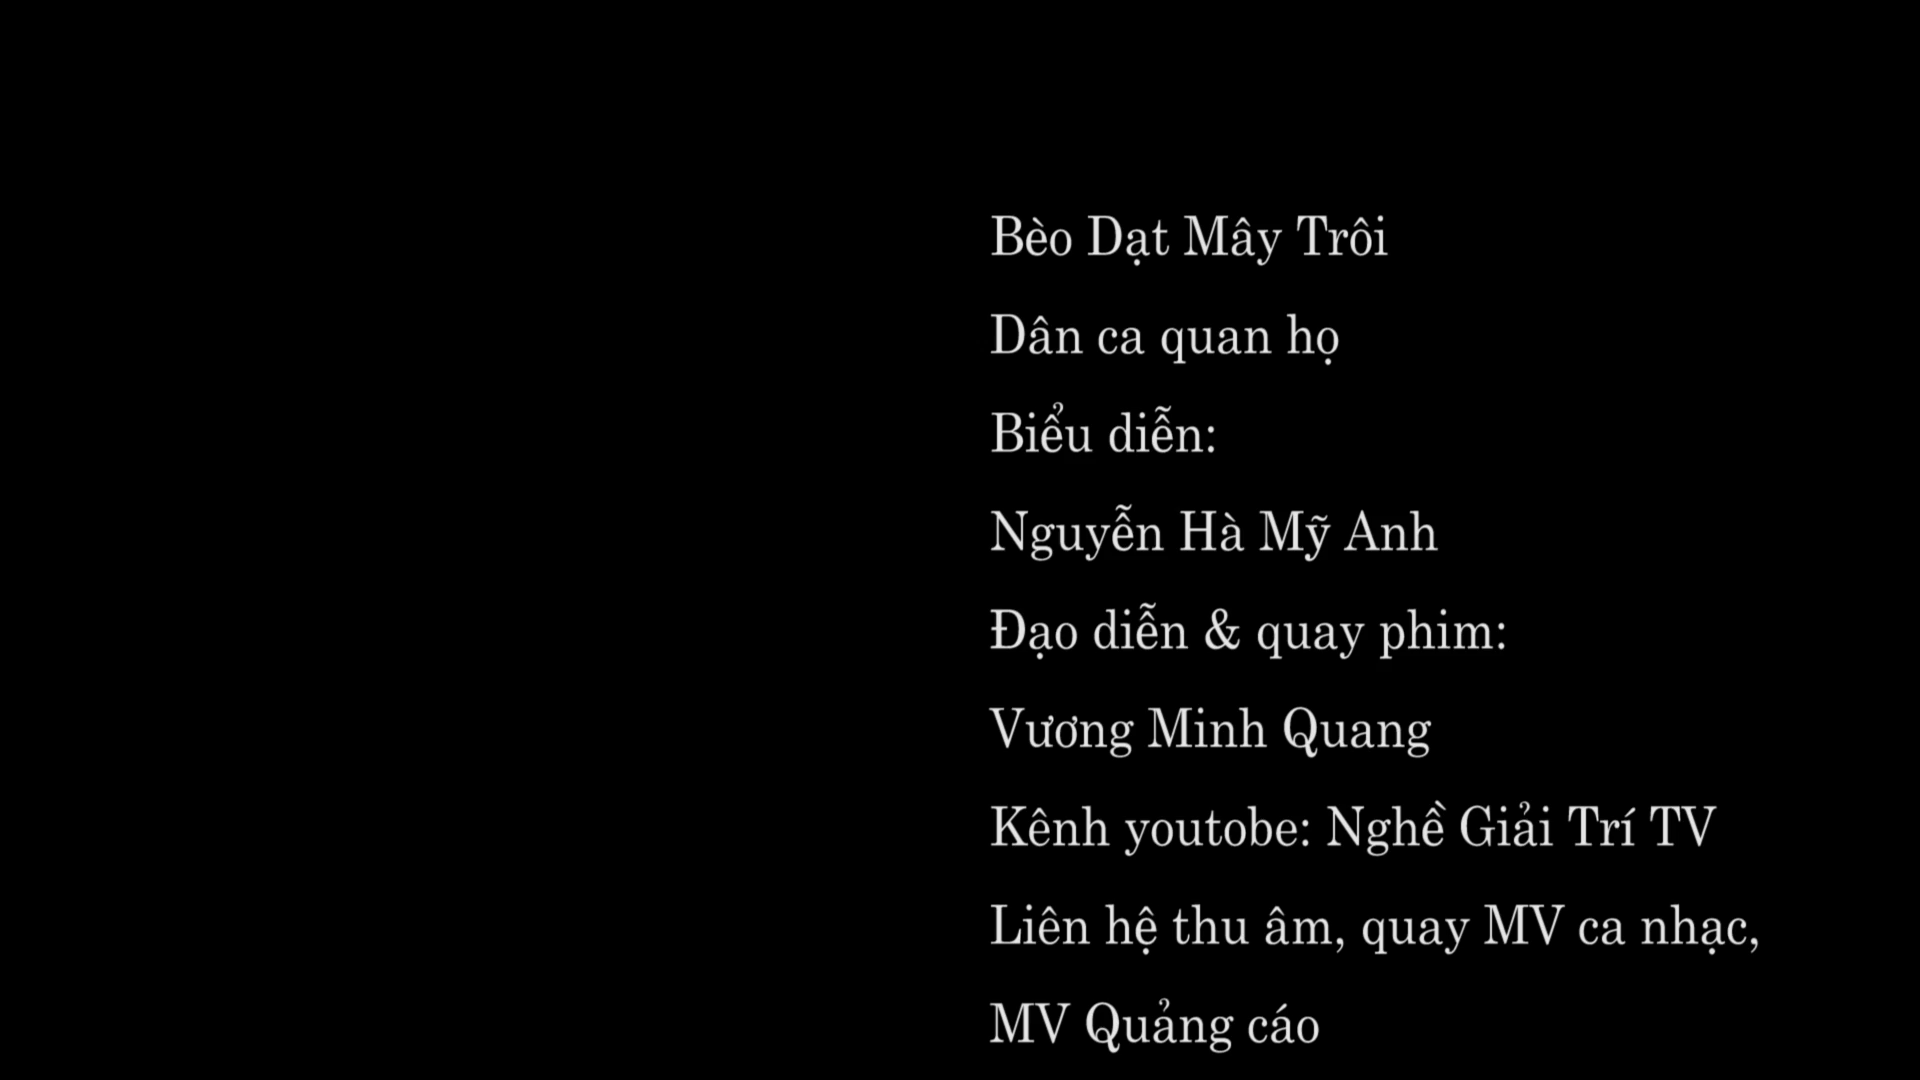 Bèo Dạt Mây Trôi
Dân ca quan họ
Biểu diễn:
Nguyễn Hà Mỹ Anh
Đạo diễn & quay phim:
Vương Minh Quang
Kênh youtobe: Nghề Giải Trí TV
Liên hệ thu âm, quay MV ca nhạc,
MV Quảng cáo